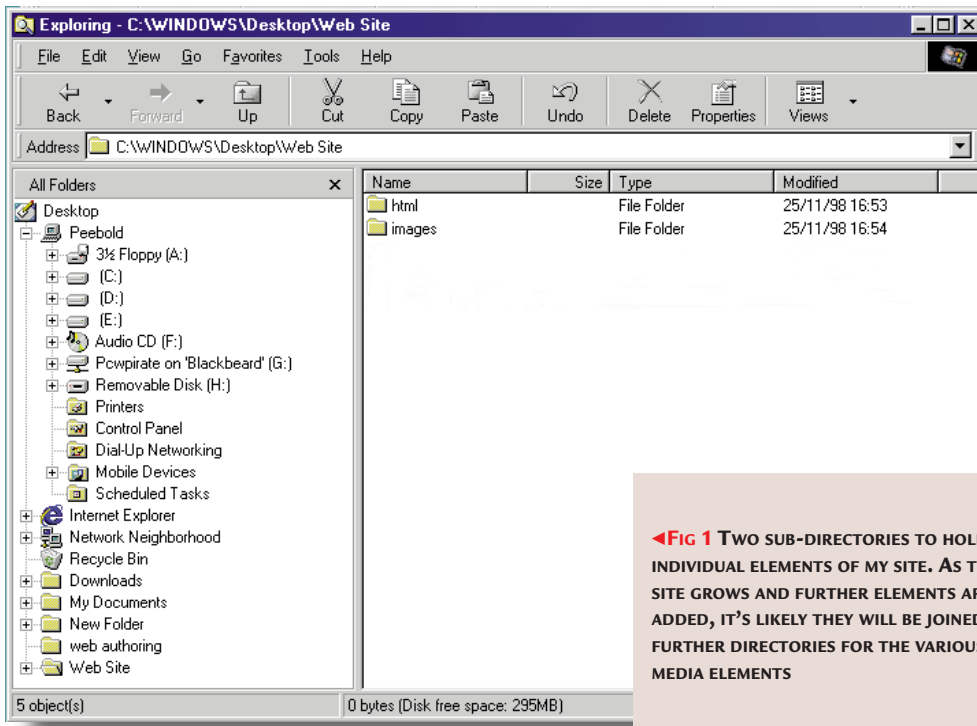 Exploring - C:\WINDOWS\Desktop\Web Site
File Edit View Go Favorites Tools Help
Back Forward Up Cut Copy Paste Undo Delete Properties Views
Address C:\WINDOWS\Desktop\Web Site
All Folders x
Name Size Type Modified
html File Folder 25/11/98 16:53
images File Folder 25/11/98 16:54
Desktop
Peebold
3½ Floppy (A:)
(C:)
(D:)
(E:)
Audio CD (F:)
Pcwpirate on 'Blackbeard' (G:)
Removable Disk (H:)
Printers
Control Panel
Dial-Up Networking
Mobile Devices
Scheduled Tasks
Internet Explorer
Network Neighborhood
Recycle Bin
Downloads
My Documents
New Folder
web authoring
Web Site
5 object(s) 0 bytes (Disk free space: 295MB)
◄FIG 1 TWO SUB-DIRECTORIES TO HOL
INDIVIDUAL ELEMENTS OF MY SITE. AS T
SITE GROWS AND FURTHER ELEMENTS AR
ADDED, IT'S LIKELY THEY WILL BE JOINED
FURTHER DIRECTORIES FOR THE VARIOUS
MEDIA ELEMENTS